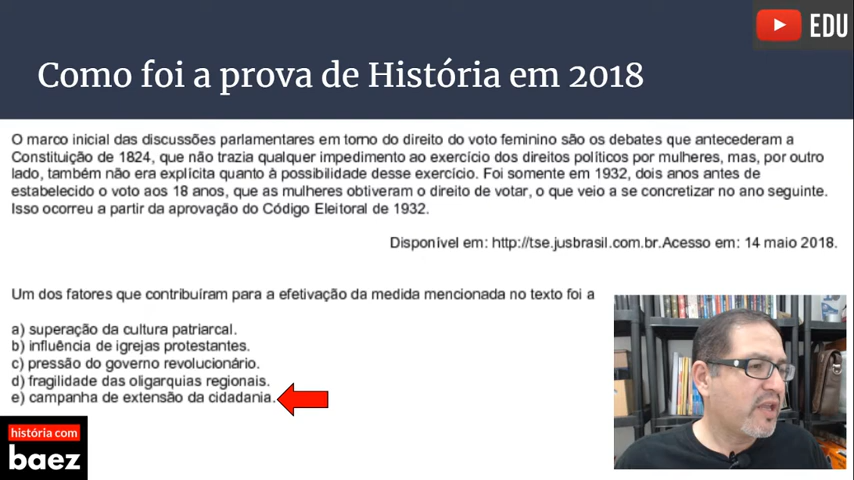 EDU
Como foi a prova de História em 2018
O marco inicial das discussões parlamentares em torno do direito do voto feminino são os debates que antecederam a
Constituição de 1824, que não trazia qualquer impedimento ao exercício dos direitos políticos por mulheres, mas, por outro
lado, também não era explícita quanto à possibilidade desse exercício. Foi somente em 1932, dois anos antes de
estabelecido o voto aos 18 anos, que as mulheres obtiveram o direito de votar, o que veio a se concretizar no ano seguinte.
Isso ocorreu a partir da aprovação do Código Eleitoral de 1932.
Disponível em: http://tse.jusbrasil.com.br.Acesso em: 14 maio 2018.
Um dos fatores que contribuíram para a efetivação da medida mencionada no texto foi a
a) superação da cultura patriarcal.
b) influência de igrejas protestantes.
c) pressão do governo revolucionário.
d) fragilidade das oligarquias regionais.
e) campanha de extensão da cidadania.
história com
baez